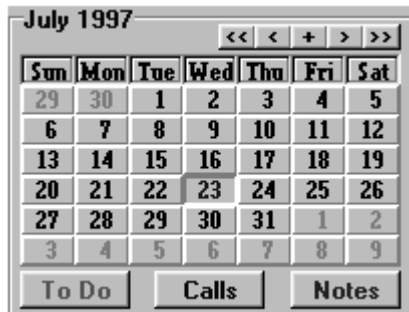 July 1997
<< < + > >>
Sun Mon Tue Wed Thu Fri Sat
29 30 1 2 3 4 5
6 7 8 9 10 11 12
13 14 15 16 17 18 19
20 21 22 23 24 25 26
27 28 29 30 31 1 2
3 4 5 6 7 8 9
To Do Calls Notes